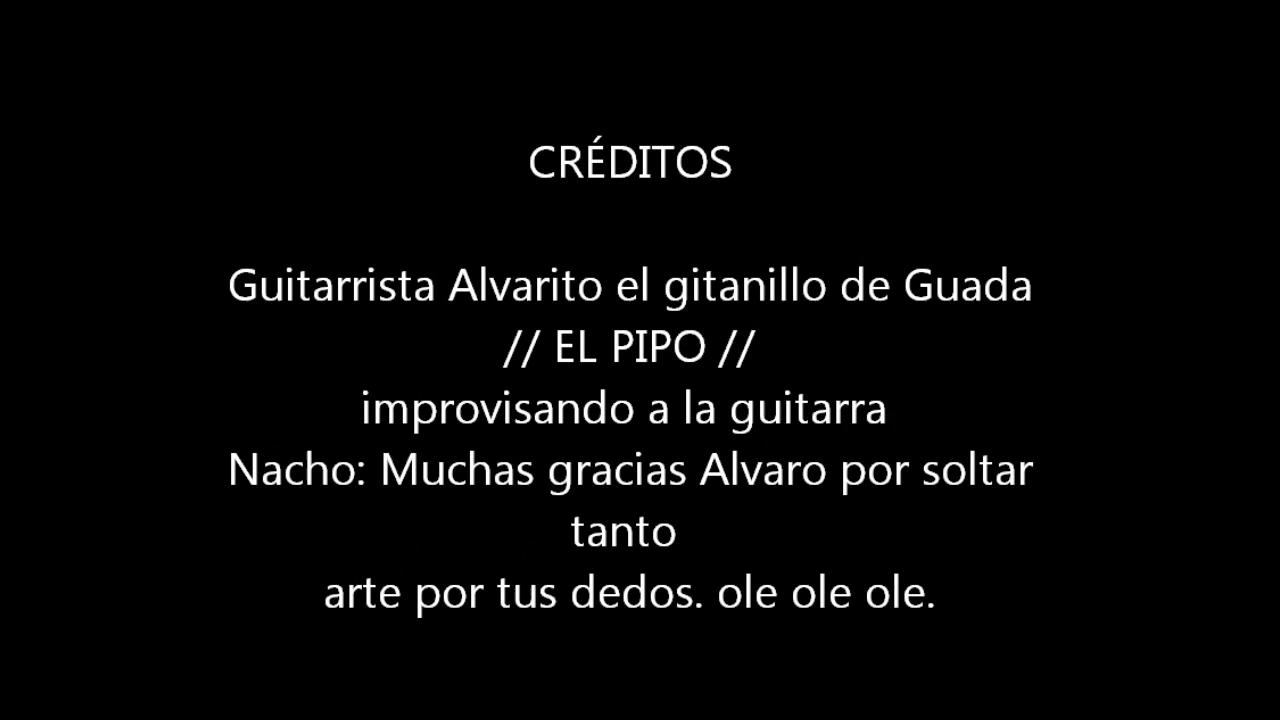 CRÉDITOS
Guitarrista Alvarito el gitanillo de Guada
// EL PIPO //
improvisando a la guitarra
Nacho: Muchas gracias Alvaro por soltar
tanto
arte por tus dedos. ole ole ole.